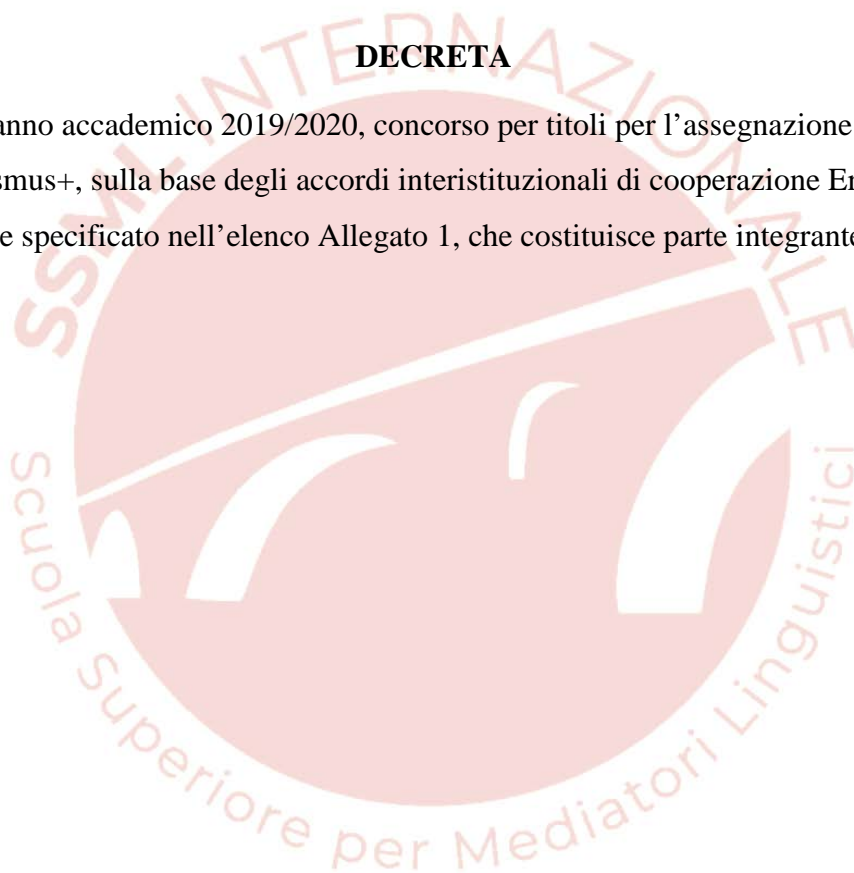 DECRETA
anno accademico 2019/2020, concorso per titoli per l’assegnazione
smus+, sulla base degli accordi interistituzionali di cooperazione
e specificato nell’elenco Allegato 1, che costituisce parte integrante
SSML INTERNAZIONALE
Scuola Superiore per Mediatori Linguistici